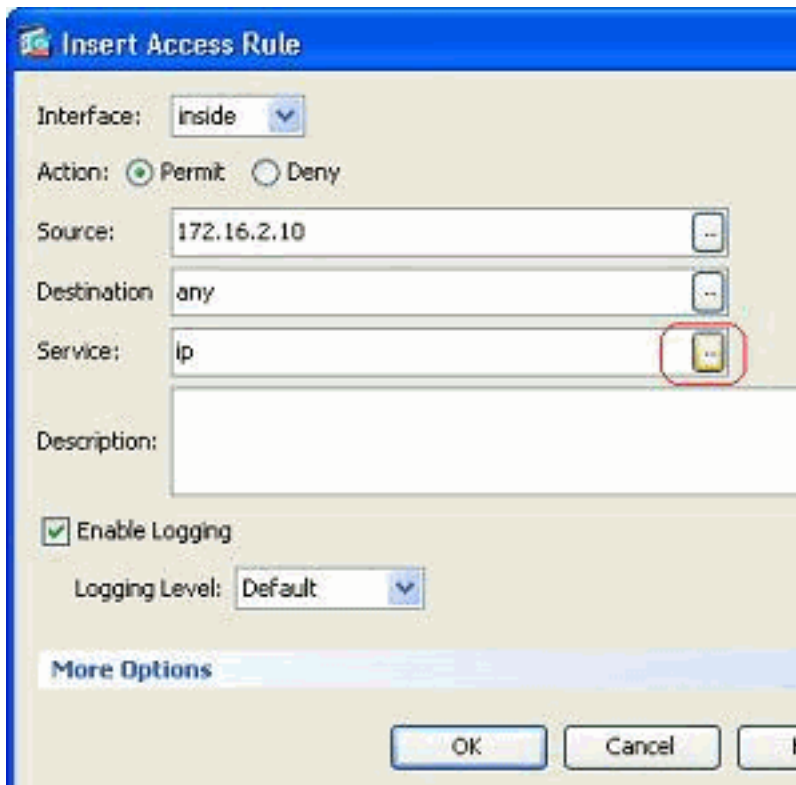 Insert Access Rule
Interface: inside
Action: Permit Deny
Source: 172.16.2.10 ...
Destination any ...
Service: ip ...
Description:
Enable Logging
Logging Level: Default
More Options
OK Cancel